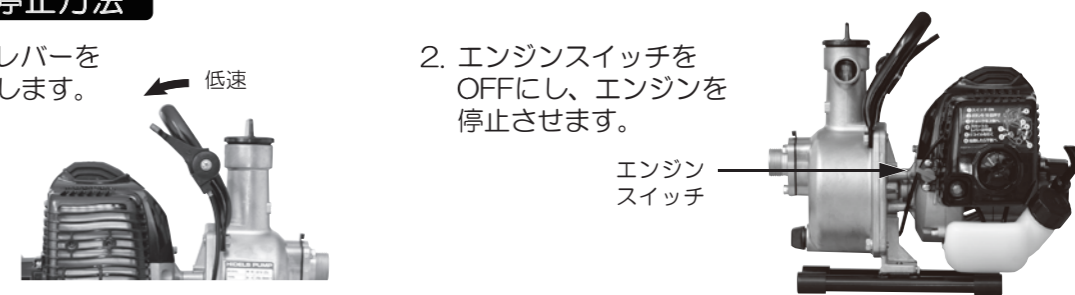 停止方法
レバーを
します。
低速
2. エンジンスイッチを
OFFにし、エンジンを
停止させます。
エンジン
スイッチ